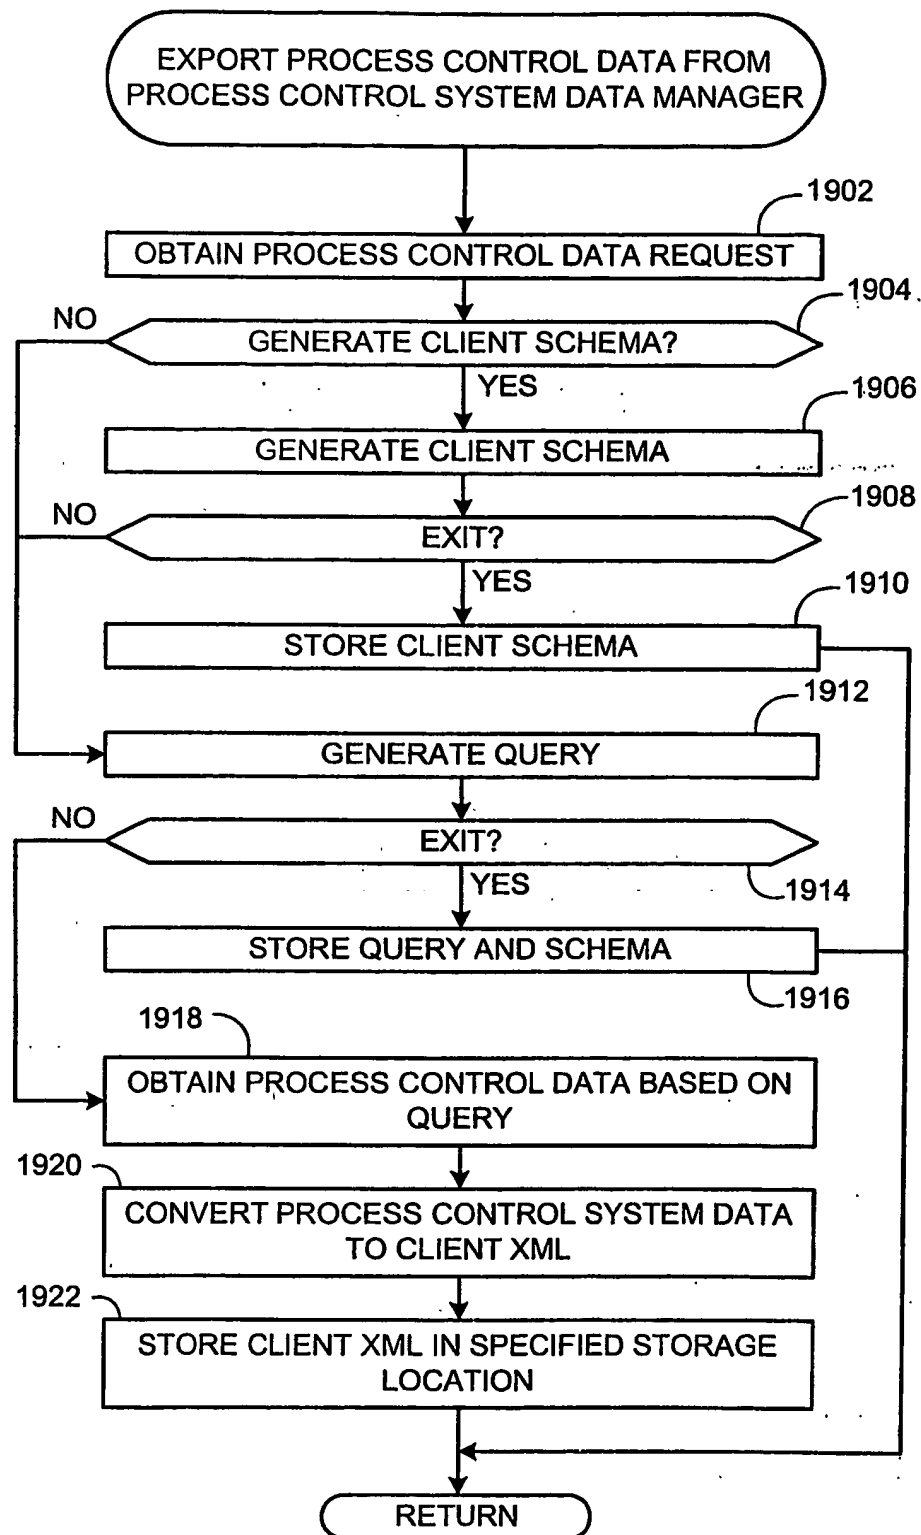 EXPORT PROCESS CONTROL DATA FROM
PROCESS CONTROL SYSTEM DATA MANAGER
1902
OBTAIN PROCESS CONTROL DATA REQUEST
1904
NO
GENERATE CLIENT SCHEMA?
YES
1906
GENERATE CLIENT SCHEMA
1908
NO
EXIT?
YES
1910
STORE CLIENT SCHEMA
1912
GENERATE QUERY
NO
EXIT?
YES
1914
STORE QUERY AND SCHEMA
1916
1918
OBTAIN PROCESS CONTROL DATA BASED ON
QUERY
1920
CONVERT PROCESS CONTROL SYSTEM DATA
TO CLIENT XML
1922
STORE CLIENT XML IN SPECIFIED STORAGE
LOCATION
RETURN